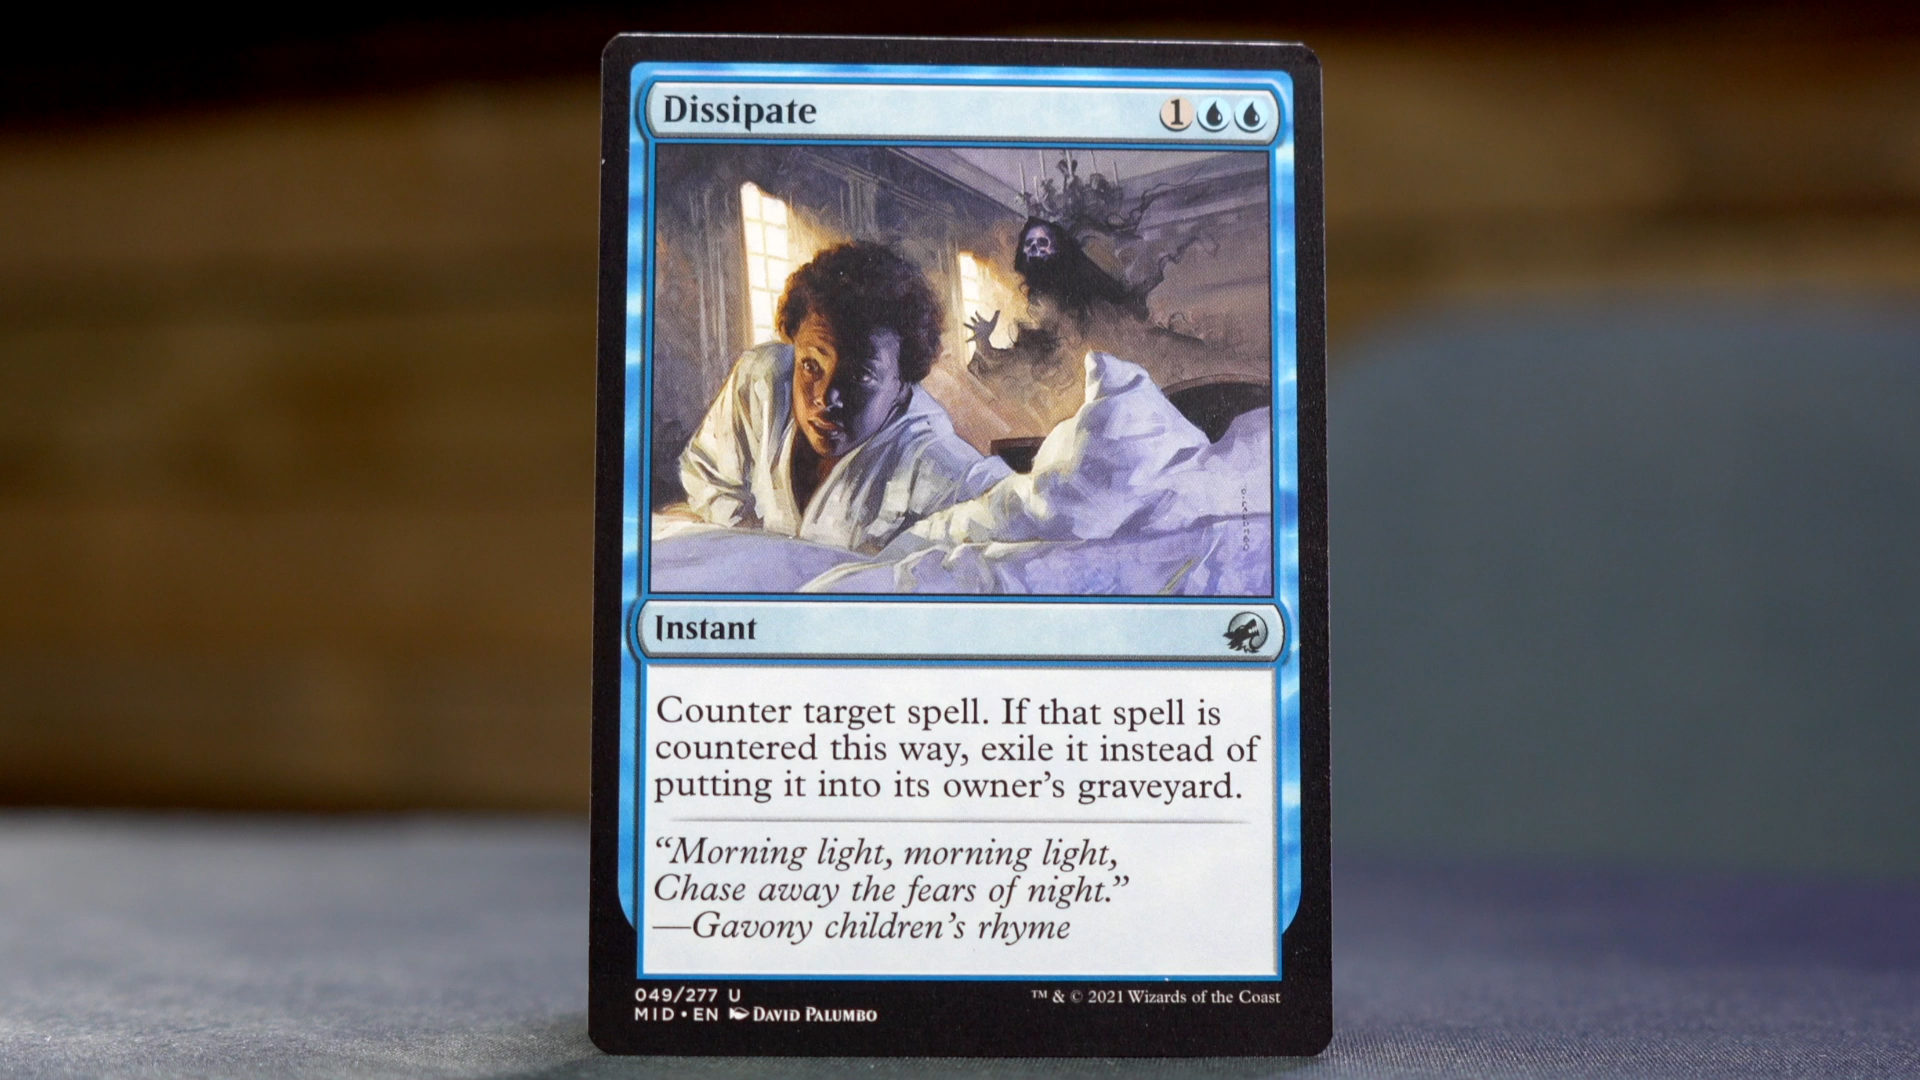 Dissipate
1
Instant
Counter target spell. If that spell is
countered this way, exile it instead of
putting it into its owner's graveyard.
“Morning light, morning light,
Chase away the fears of night.”
—Gavony children's rhyme
049/277 U
MID • EN DAVID PALUMBO
™ & © 2021 Wizards of the Coast